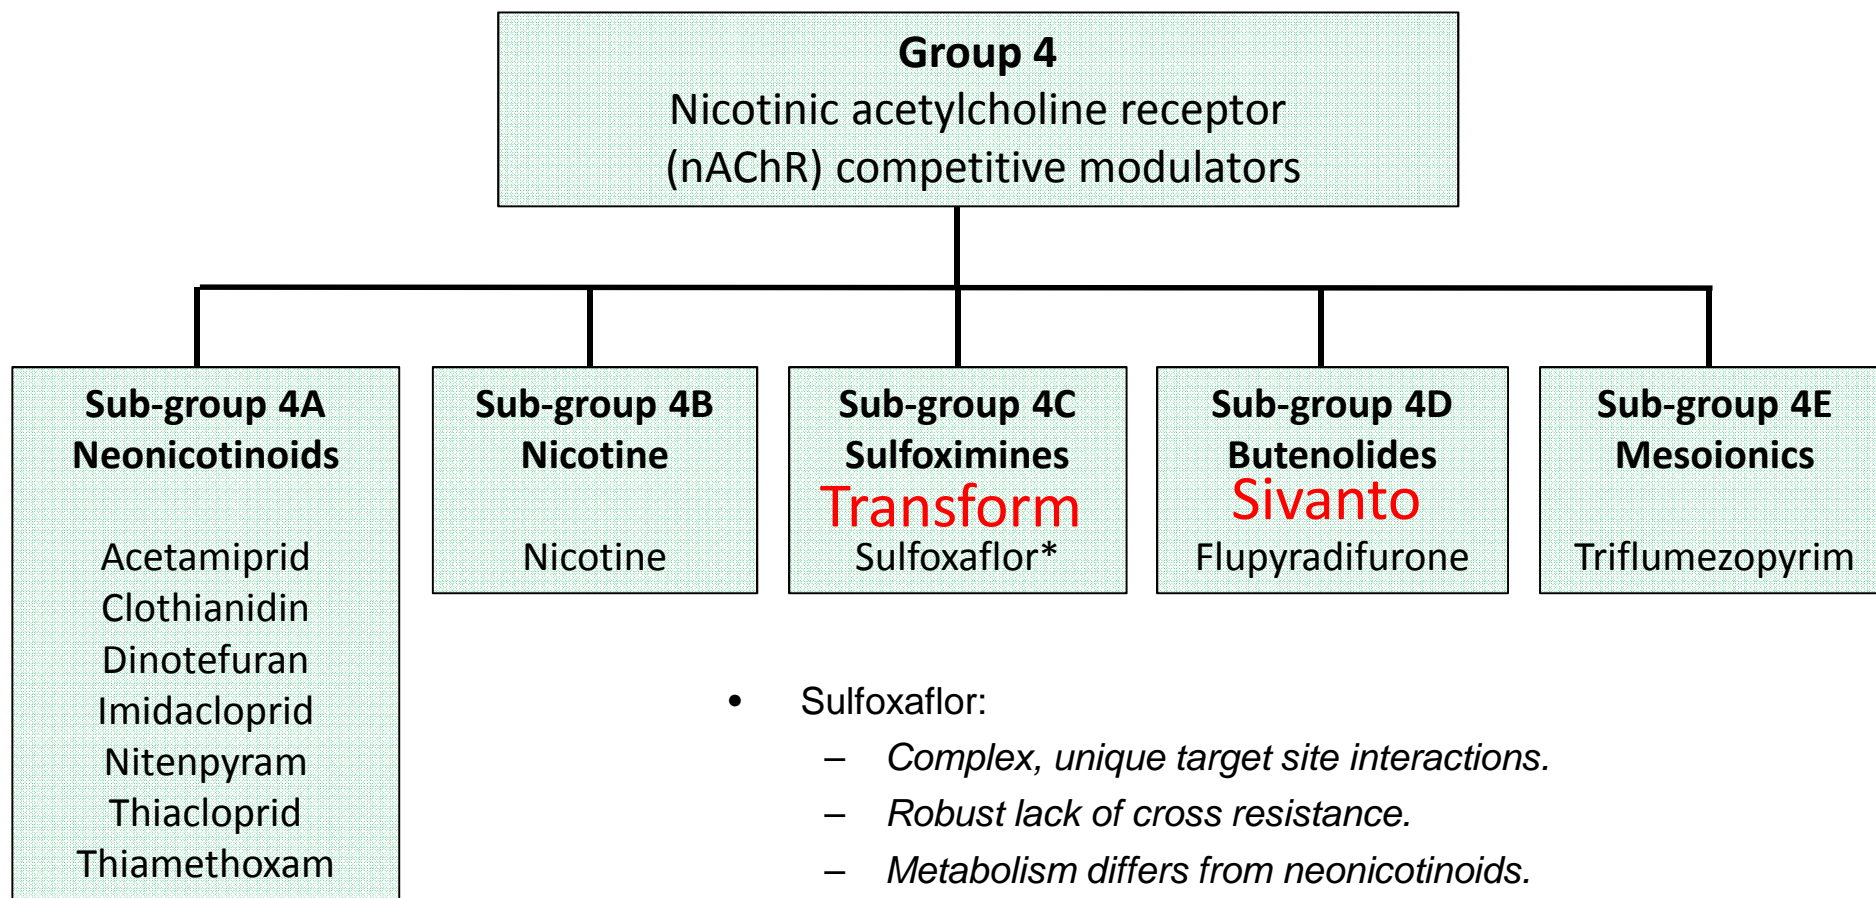 Group 4
Nicotinic acetylcholine receptor
(nAChR) competitive modulators
Sub-group 4A
Neonicotinoids
Acetamiprid
Clothianidin
Dinotefuran
Imidacloprid
Nitenpyram
Thiacloprid
Thiamethoxam
Sub-group 4B
Nicotine
Nicotine
Sub-group 4C
Sulfoximines
Transform
Sulfoxaflor*
Sub-group 4D
Butenolides
Sivanto
Flupyradifurone
Sub-group 4E
Mesoionics
Triflumezopyrim
• Sulfoxaflor:
– Complex, unique target site interactions.
– Robust lack of cross resistance.
– Metabolism differs from neonicotinoids.